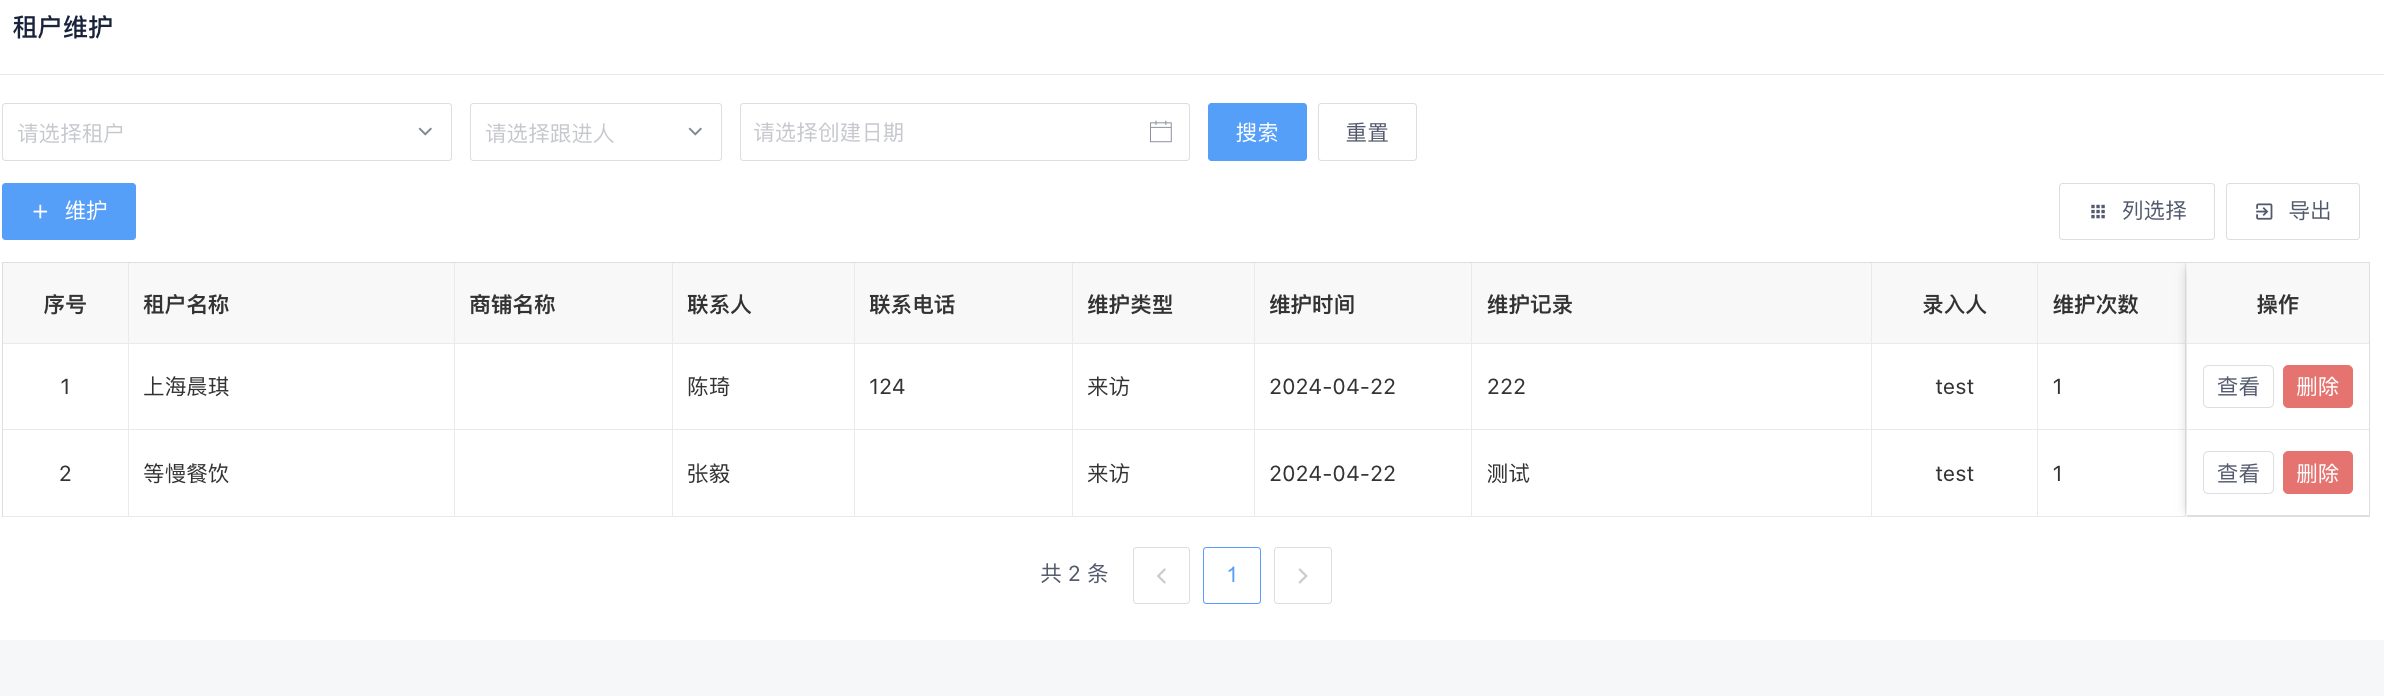 租户维护
请选择租户 请选择跟进人 请选择创建日期 搜索 重置
+ 维护 列选择 导出
序号 租户名称 商铺名称 联系人 联系电话 维护类型 维护时间 维护记录 录入人 维护次数 操作
1 上海晨琪 陈琦 124 来访 2024-04-22 222 test 1 查看 删除
2 等慢餐饮 张毅 来访 2024-04-22 测试 test 1 查看 删除
共 2 条 1